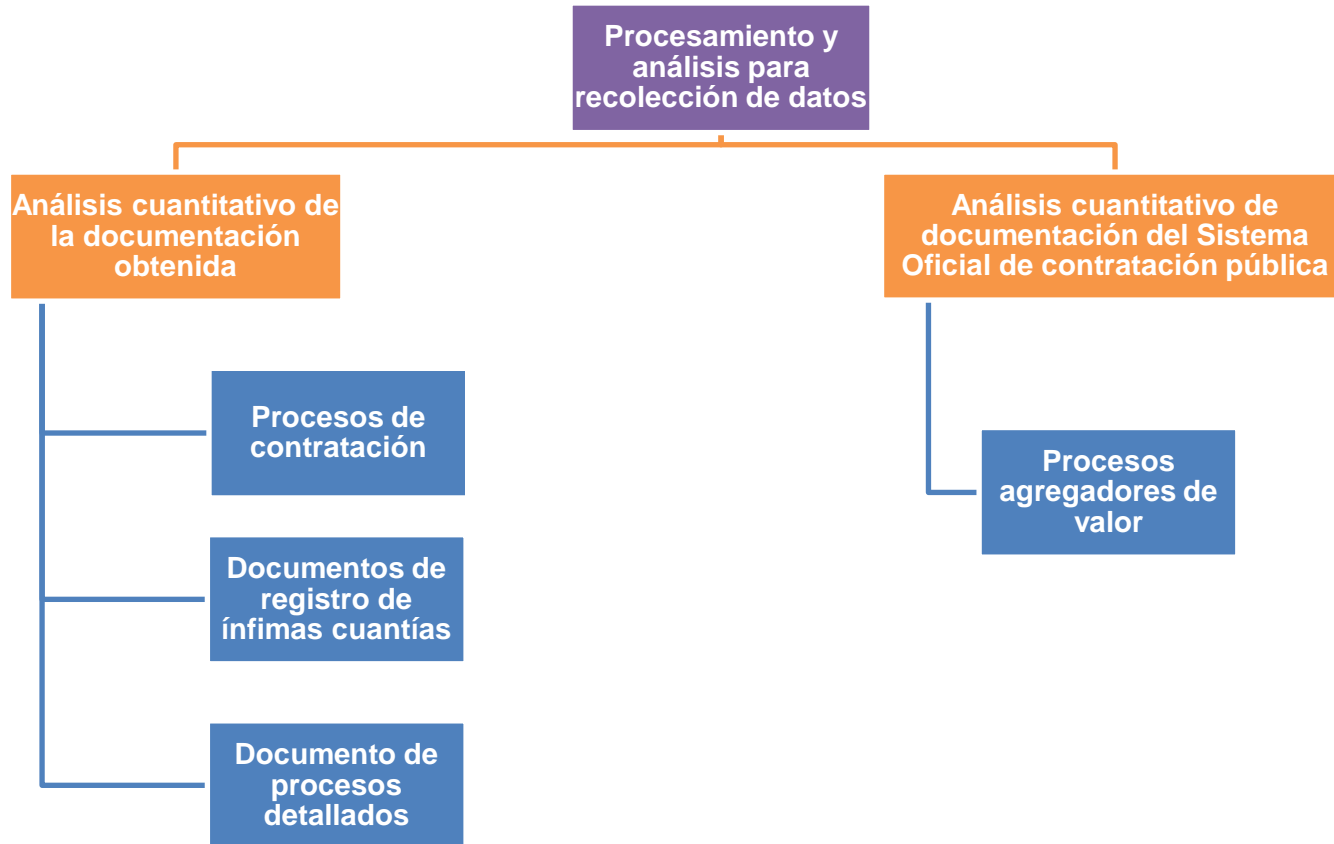 Procesamiento y
análisis para
recolección de datos
Análisis cuantitativo de
la documentación
obtenida
Análisis cuantitativo de
documentación del Sistema
Oficial de contratación pública
Procesos de
contratación
Documentos de
registro de
ínfimas cuantías
Documento de
procesos
detallados
Procesos
agregadores de
valor